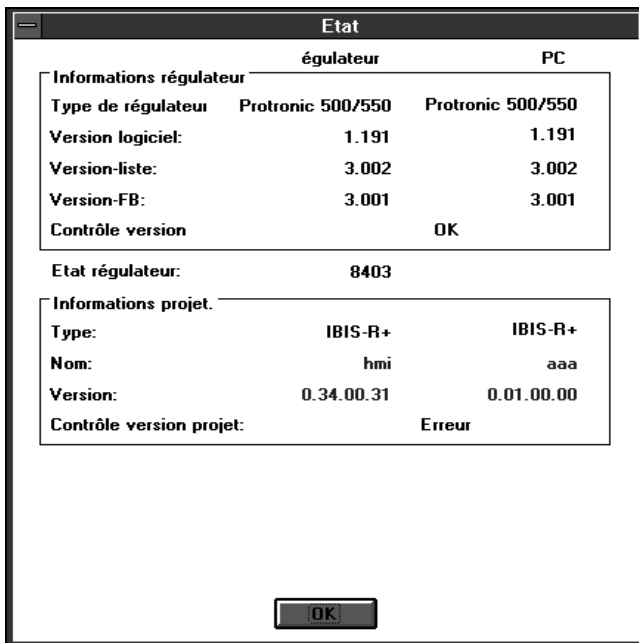 Etat
égulateur PC
Informations régulateur
Type de régulateur Protronic 500/550 Protronic 500/550
Version logiciel: 1.191 1.191
Version-liste: 3.002 3.002
Version-FB: 3.001 3.001
Contrôle version OK
Etat régulateur: 8403
Informations projet.
Type: IBIS-R+ IBIS-R+
Nom: hmi aaa
Version: 0.34.00.31 0.01.00.00
Contrôle version projet: Erreur
OK